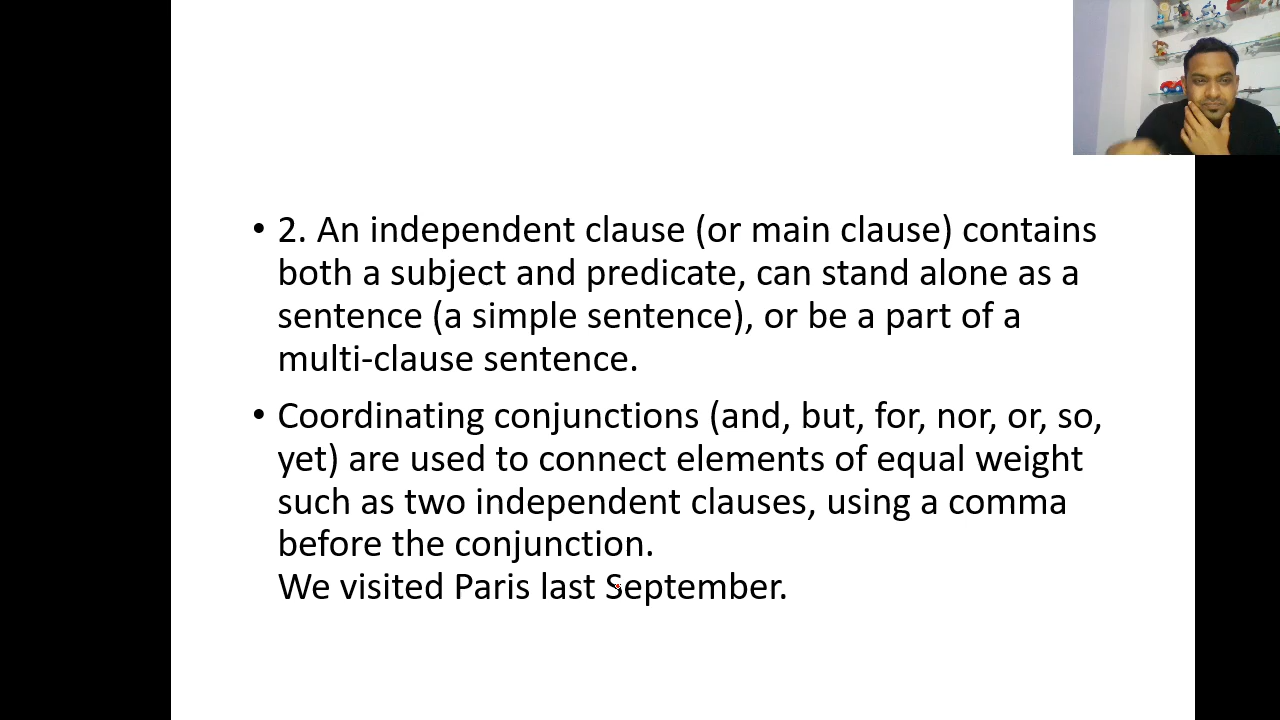 • 2. An independent clause (or main clause) contains
both a subject and predicate, can stand alone as a
sentence (a simple sentence), or be a part of a
multi-clause sentence.
• Coordinating conjunctions (and, but, for, nor, or, so,
yet) are used to connect elements of equal weight
such as two independent clauses, using a comma
before the conjunction.
We visited Paris last September.